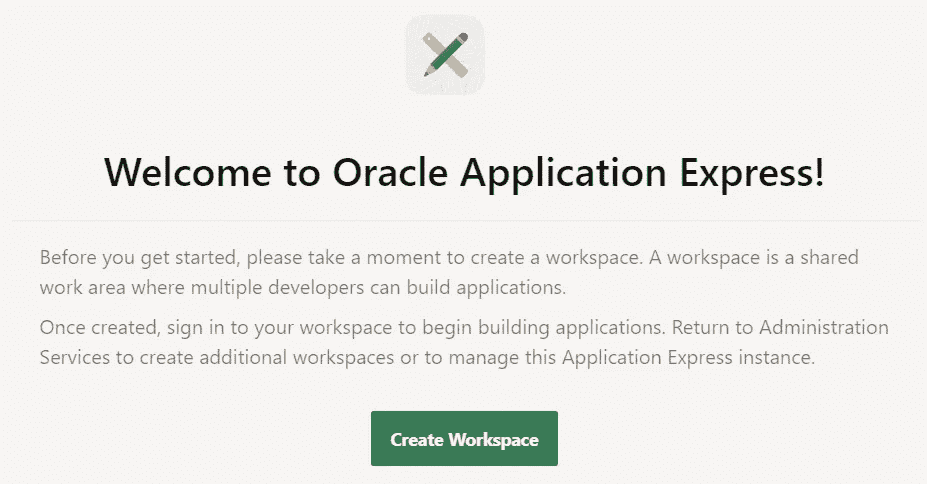 Welcome to Oracle Application Express!
Before you get started, please take a moment to create a workspace. A workspace is a shared
work area where multiple developers can build applications.
Once created, sign in to your workspace to begin building applications. Return to Administration
Services to create additional workspaces or to manage this Application Express instance.
Create Workspace